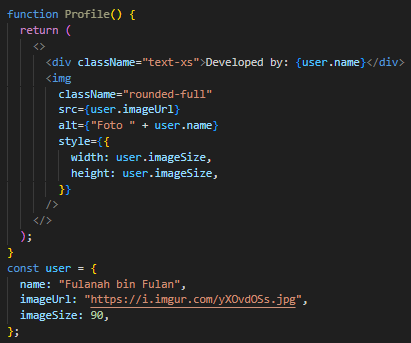 function Profile() {
return (
<>
<div className="text-xs">Developed by: {user.name}</div>
<img
className="rounded-full"
src={user.imageUrl}
alt={"Foto " + user.name}
style={{
width: user.imageSize,
height: user.imageSize,
}}
/>
</>
);
}
const user = {
name: "Fulanah bin Fulan",
imageUrl: "https://i.imgur.com/yXOvdOSs.jpg",
imageSize: 90,
};